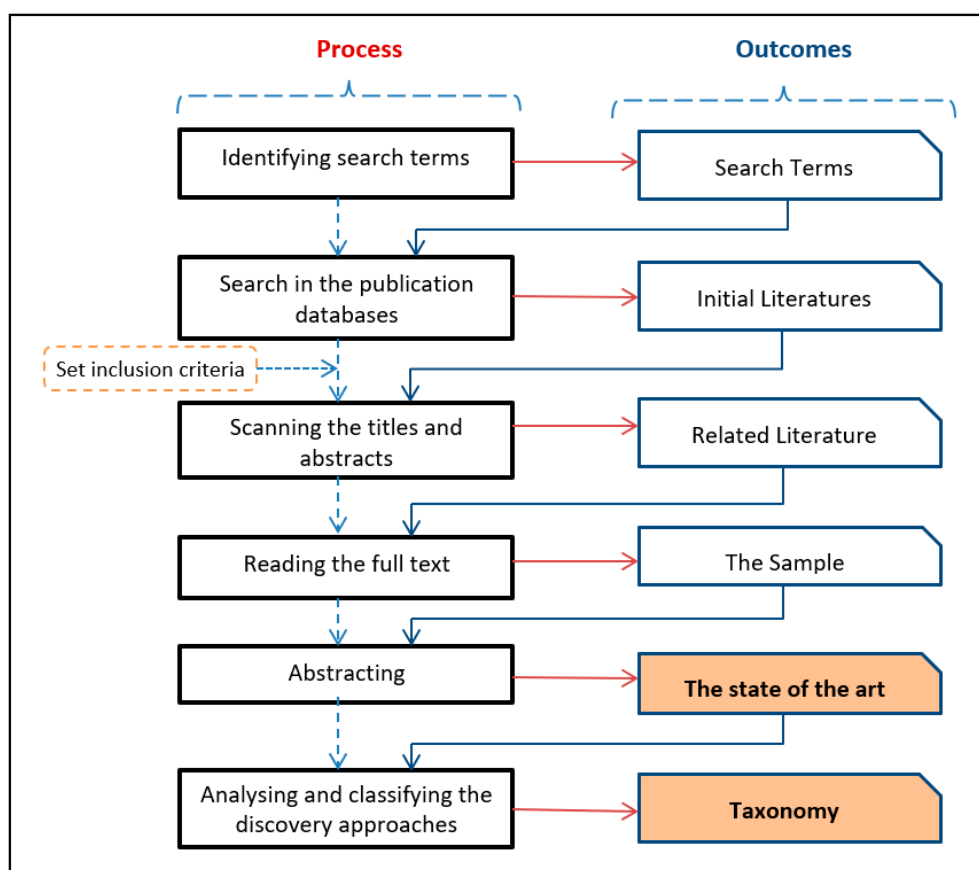 Process
Outcomes
Identifying search terms
Search Terms
Search in the publication
databases
Initial Literatures
Set inclusion criteria
Scanning the titles and
abstracts
Related Literature
Reading the full text
The Sample
Abstracting
The state of the art
Analysing and classifying the
discovery approaches
Taxonomy